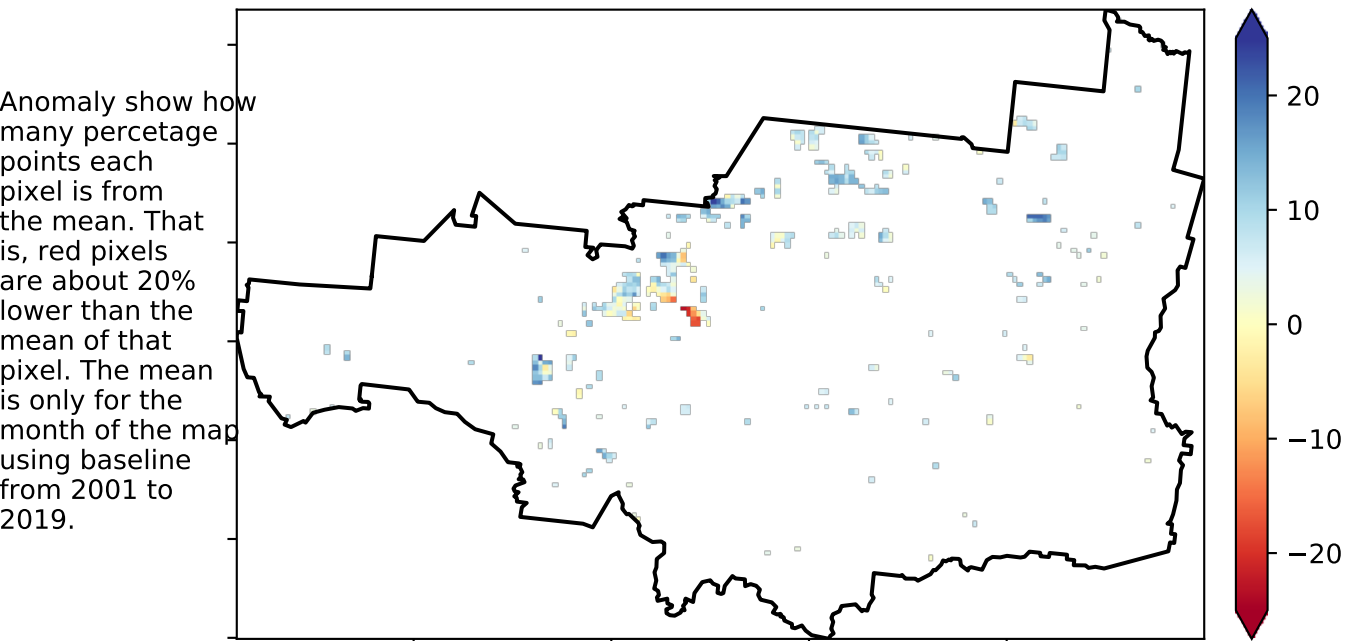 Anomaly show how
many percetage
points each
pixel is from
the mean. That
is, red pixels
are about 20%
lower than the
mean of that
pixel. The mean
is only for the
month of the map
using baseline
from 2001 to
2019.
20
10
0
−10
−20